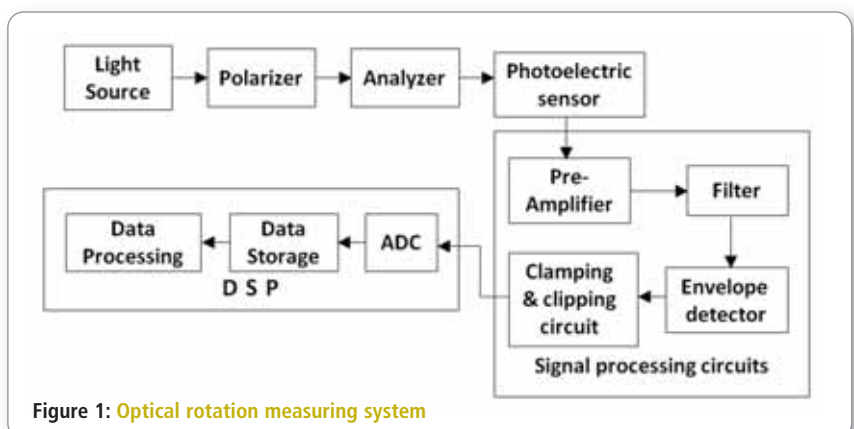 Light
Source
Polarizer
Analyzer
Photoelectric
sensor
Pre-
Amplifier
Filter
Envelope
detector
Clamping
& clipping
circuit
Signal processing circuits
ADC
Data
Storage
Data
Processing
D S P
Figure 1: Optical rotation measuring system